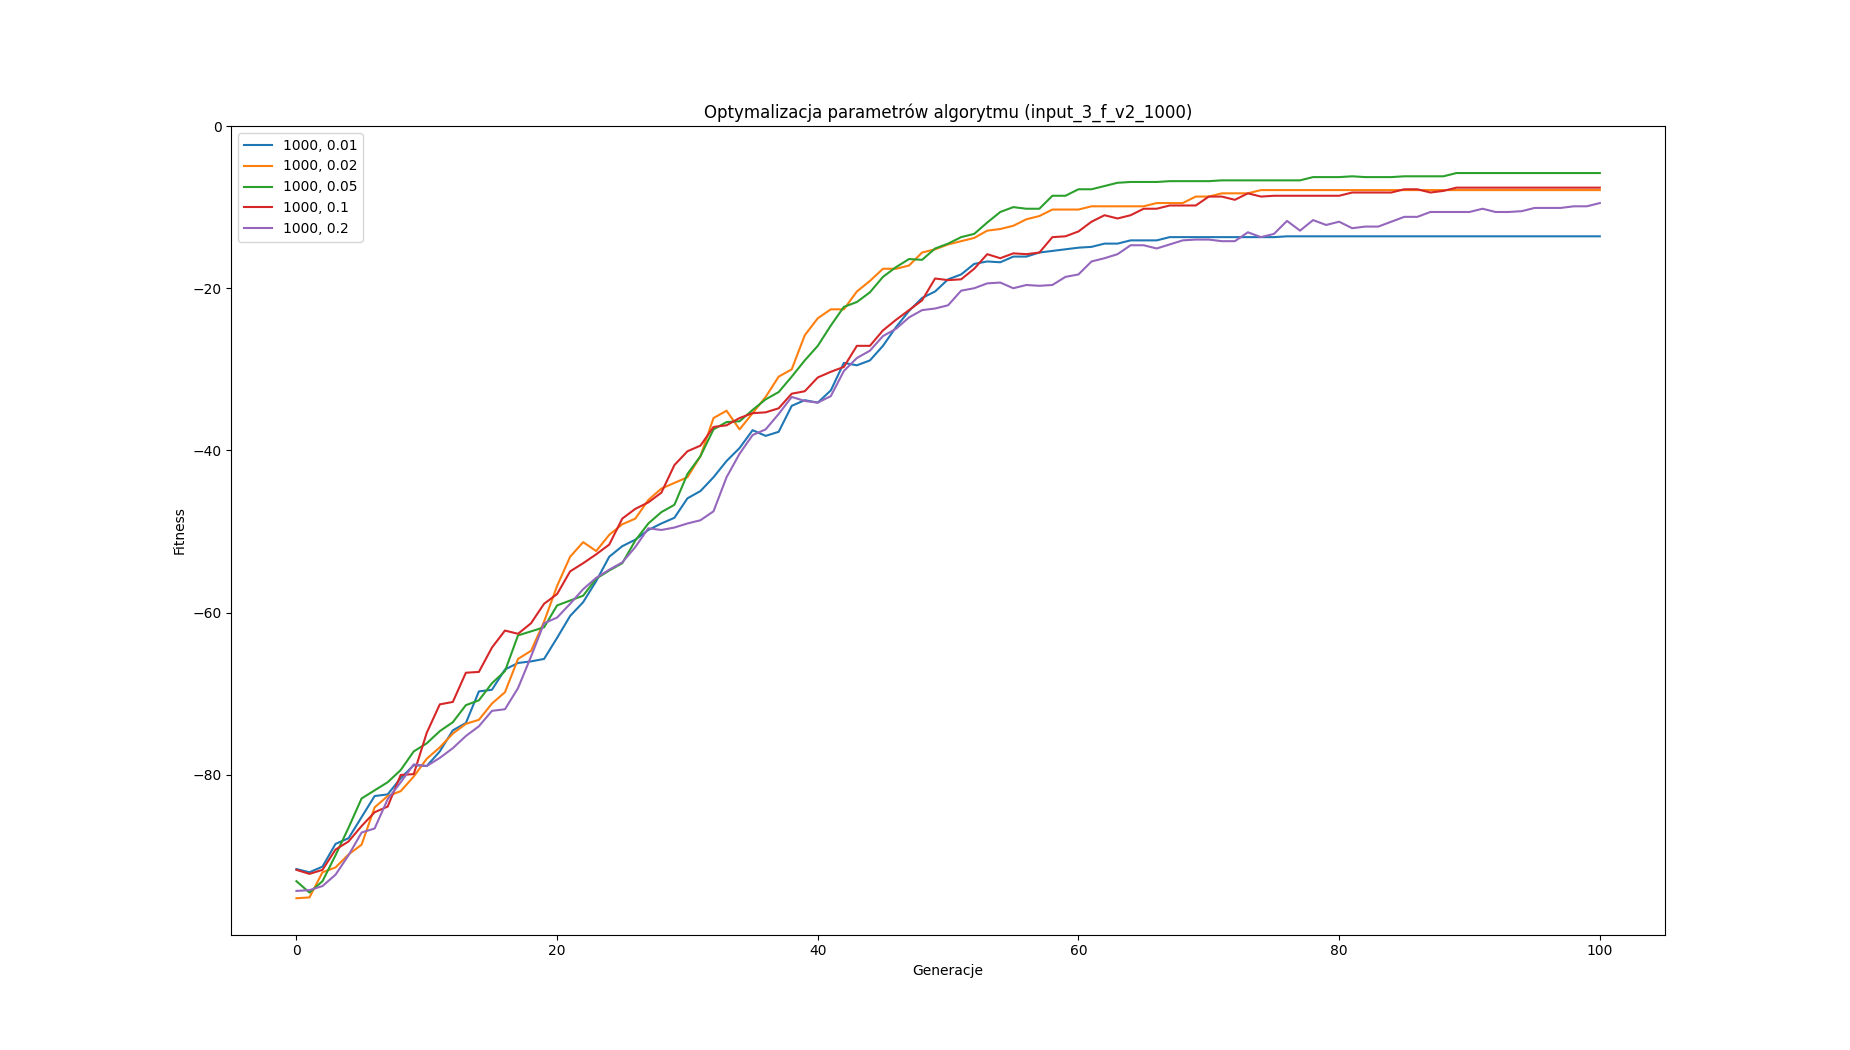 Optymalizacja parametrów algorytmu (input_3_f_v2_1000)
0
1000, 0.01
1000, 0.02
1000, 0.05
1000, 0.1
1000, 0.2
−20
−40
Fitness
−60
−80
0 20 40 60 80 100
Generacje